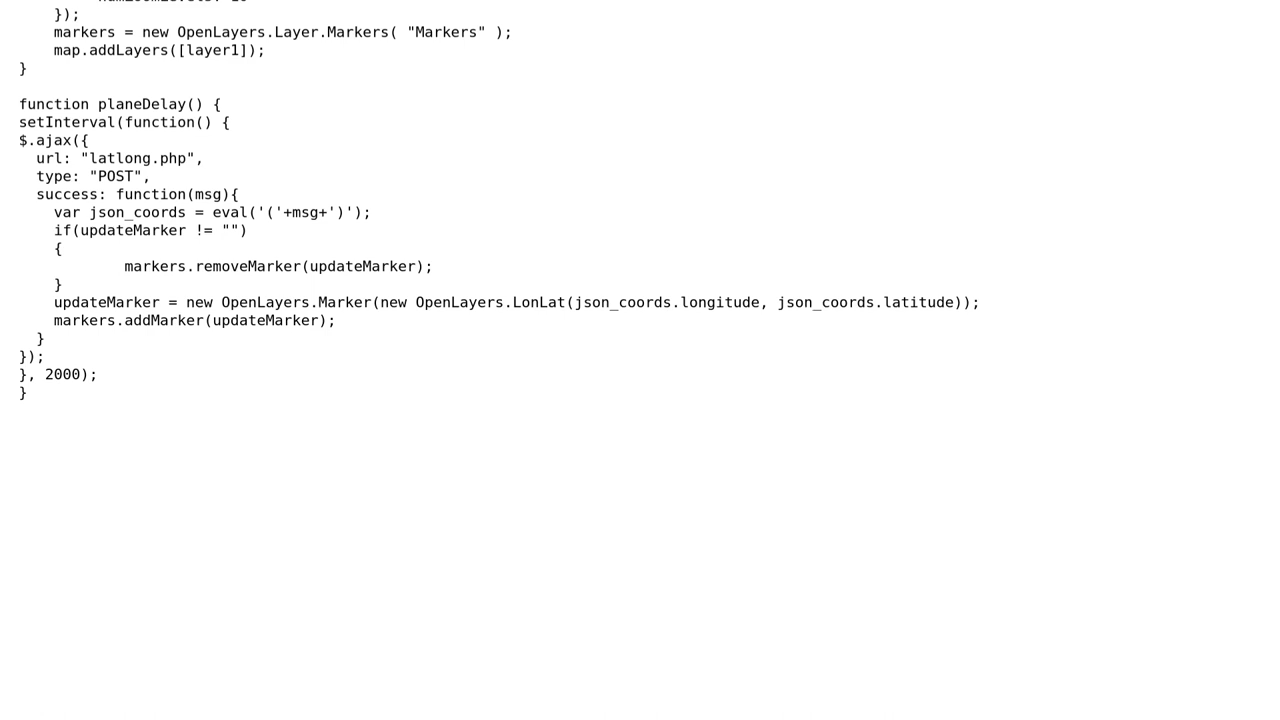 });
markers = new OpenLayers.Layer.Markers( "Markers" );
map.addLayers([layer1]);
}
function planeDelay() {
setInterval(function() {
$.ajax({
url: "latlong.php",
type: "POST",
success: function(msg){
var json_coords = eval('('+msg+')');
if(updateMarker != "")
{
markers.removeMarker(updateMarker);
}
updateMarker = new OpenLayers.Marker(new OpenLayers.LonLat(json_coords.longitude, json_coords.latitude));
markers.addMarker(updateMarker);
}
});
}, 2000);
}